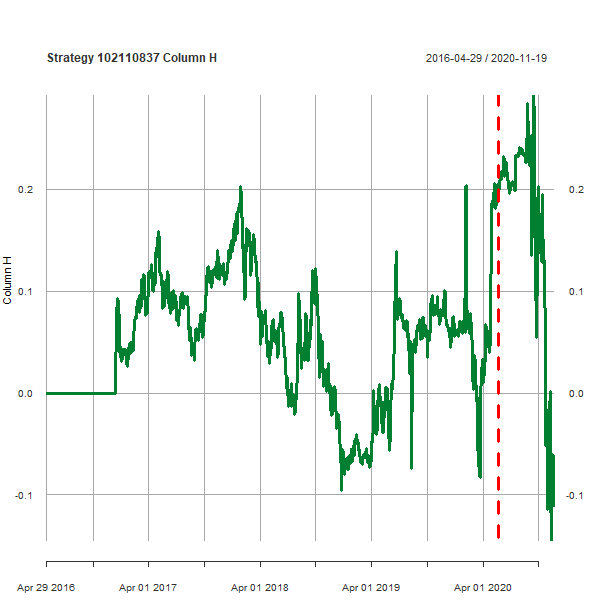 Strategy 102110837 Column H
2016-04-29 / 2020-11-19
Column H
0.2
0.1
0.0
-0.1
0.2
0.1
0.0
-0.1
Apr 29 2016
Apr 01 2017
Apr 01 2018
Apr 01 2019
Apr 01 2020